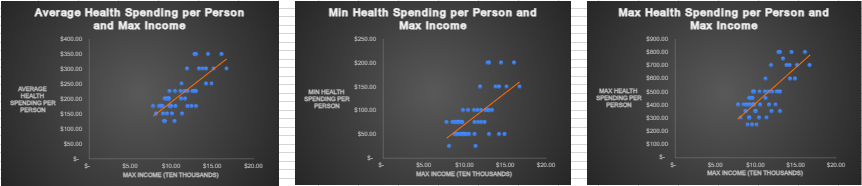 Average Health Spending per Person
and Max Income
$400.00
$350.00
$300.00
$250.00
$200.00
$150.00
$100.00
$50.00
$-
AVERAGE
HEALTH
SPENDING PER
PERSON
$-
$5.00
$10.00
$15.00
$20.00
MAX INCOME (TEN THOUSANDS)
Min Health Spending per Person and
Max Income
$250.00
$200.00
$150.00
$100.00
$50.00
$-
MIN HEALTH
SPENDING PER
PERSON
$-
$5.00
$10.00
$15.00
$20.00
MAX INCOME (TEN THOUSANDS)
Max Health Spending per Person and
Max Income
$900.00
$800.00
$700.00
$600.00
$500.00
$400.00
$300.00
$200.00
$100.00
$-
MAX HEALTH
SPENDING PER
PERSON
$-
$5.00
$10.00
$15.00
$20.00
MAX INCOME (TEN THOUSANDS)